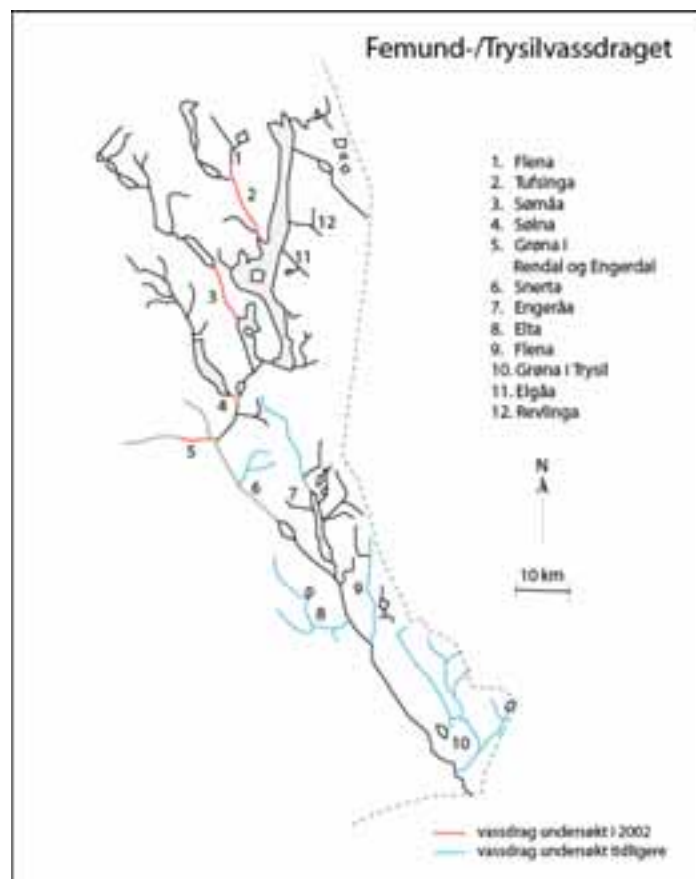 Femund-/Trysilvassdraget
1. Flena
2. Tufsinga
3. Sømåa
4. Sølna
5. Grøna i
Rendal og Engerdal
6. Snerta
7. Engeråa
8. Elta
9. Flena
10. Grøna i Trysil
11. Elgåa
12. Revlinga
1
2
12
11
3
4
5
6
7
9
8
10
N
10 km
vassdrag undersøkt i 2002
vassdrag undersøkt tidligere